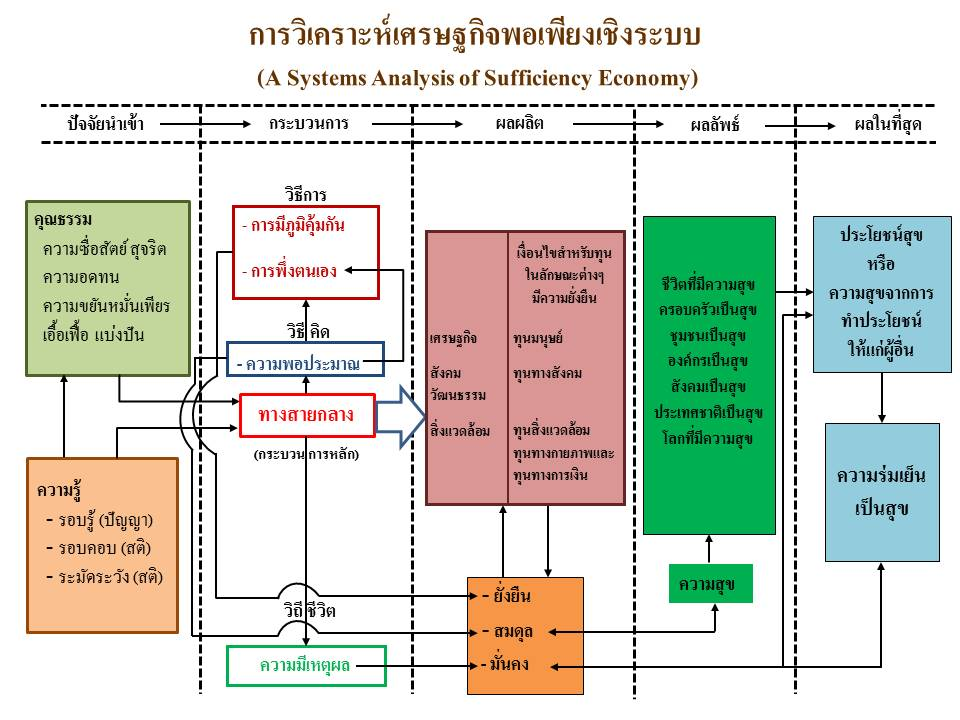 การวิเคราะห์เศรษฐกิจพอเพียงเชิงระบบ
(A Systems Analysis of Sufficiency Economy)
ปัจจัยนำเข้า
กระบวนการ
ผลผลิต
ผลลัพธ์
ผลในที่สุด
คุณธรรม
ความซื่อสัตย์ สุจริต
ความอดทน
ความขยันหมั่นเพียร
เอื้อเฟื้อ แบ่งปัน
ความรู้
- รอบรู้ (ปัญญา)
- รอบคอบ (สติ)
- ระมัดระวัง (สติ)
วิธีการ
- การมีภูมิคุ้มกัน
- การพึ่งตนเอง
วิธี คิด
- ความพอประมาณ
ทางสายกลาง
(กระบวน การหลัก)
วิถี ชีวิต
ความมีเหตุผล
เศรษฐกิจ
สังคม
วัฒนธรรม
สิ่งแวดล้อม
เงื่อนไขสำหรับทุน
ในลักษณะต่างๆ
มีความยั่งยืน
ทุนมนุษย์
ทุนทางสังคม
ทุนสิ่งแวดล้อม
ทุนทางกายภาพและ
ทุนทางการเงิน
- ยั่งยืน
- สมดุล
- มั่นคง
ชีวิตที่มีความสุข
ครอบครัวเป็นสุข
ชุมชนเป็นสุข
องค์กรเป็นสุข
สังคมเป็นสุข
ประเทศชาติเป็นสุข
โลกที่มีความสุข
ความสุข
ประโยชน์สุข
หรือ
ความสุขจากการ
ทำประโยชน์
ให้แก่ผู้อื่น
ความร่มเย็น
เป็นสุข